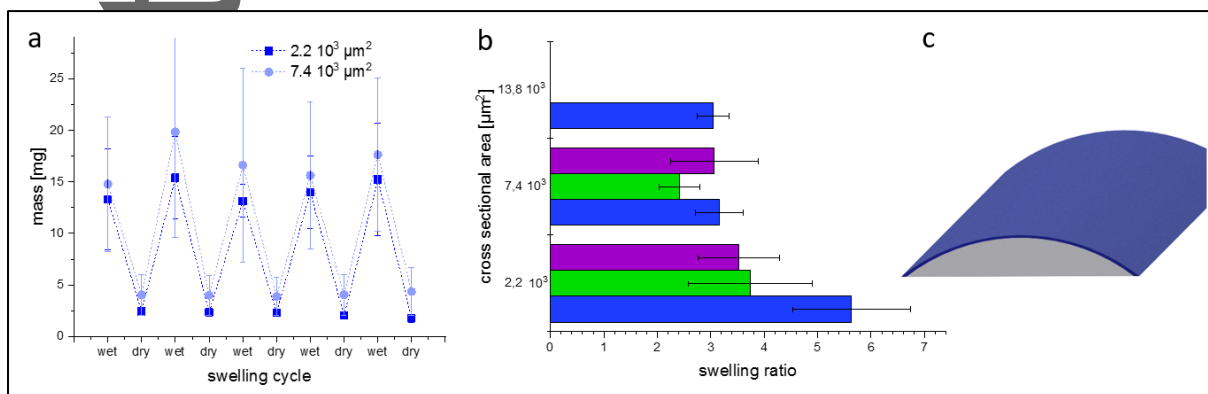 a
2.2 10³ µm²
7.4 10³ µm²
25
20
15
10
5
0
mass [mg]
wet dry wet dry wet dry wet dry wet dry
swelling cycle
b
13,8 10³
7,4 10³
2,2 10³
cross sectional area [µm²]
0 1 2 3 4 5 6 7
swelling ratio
c